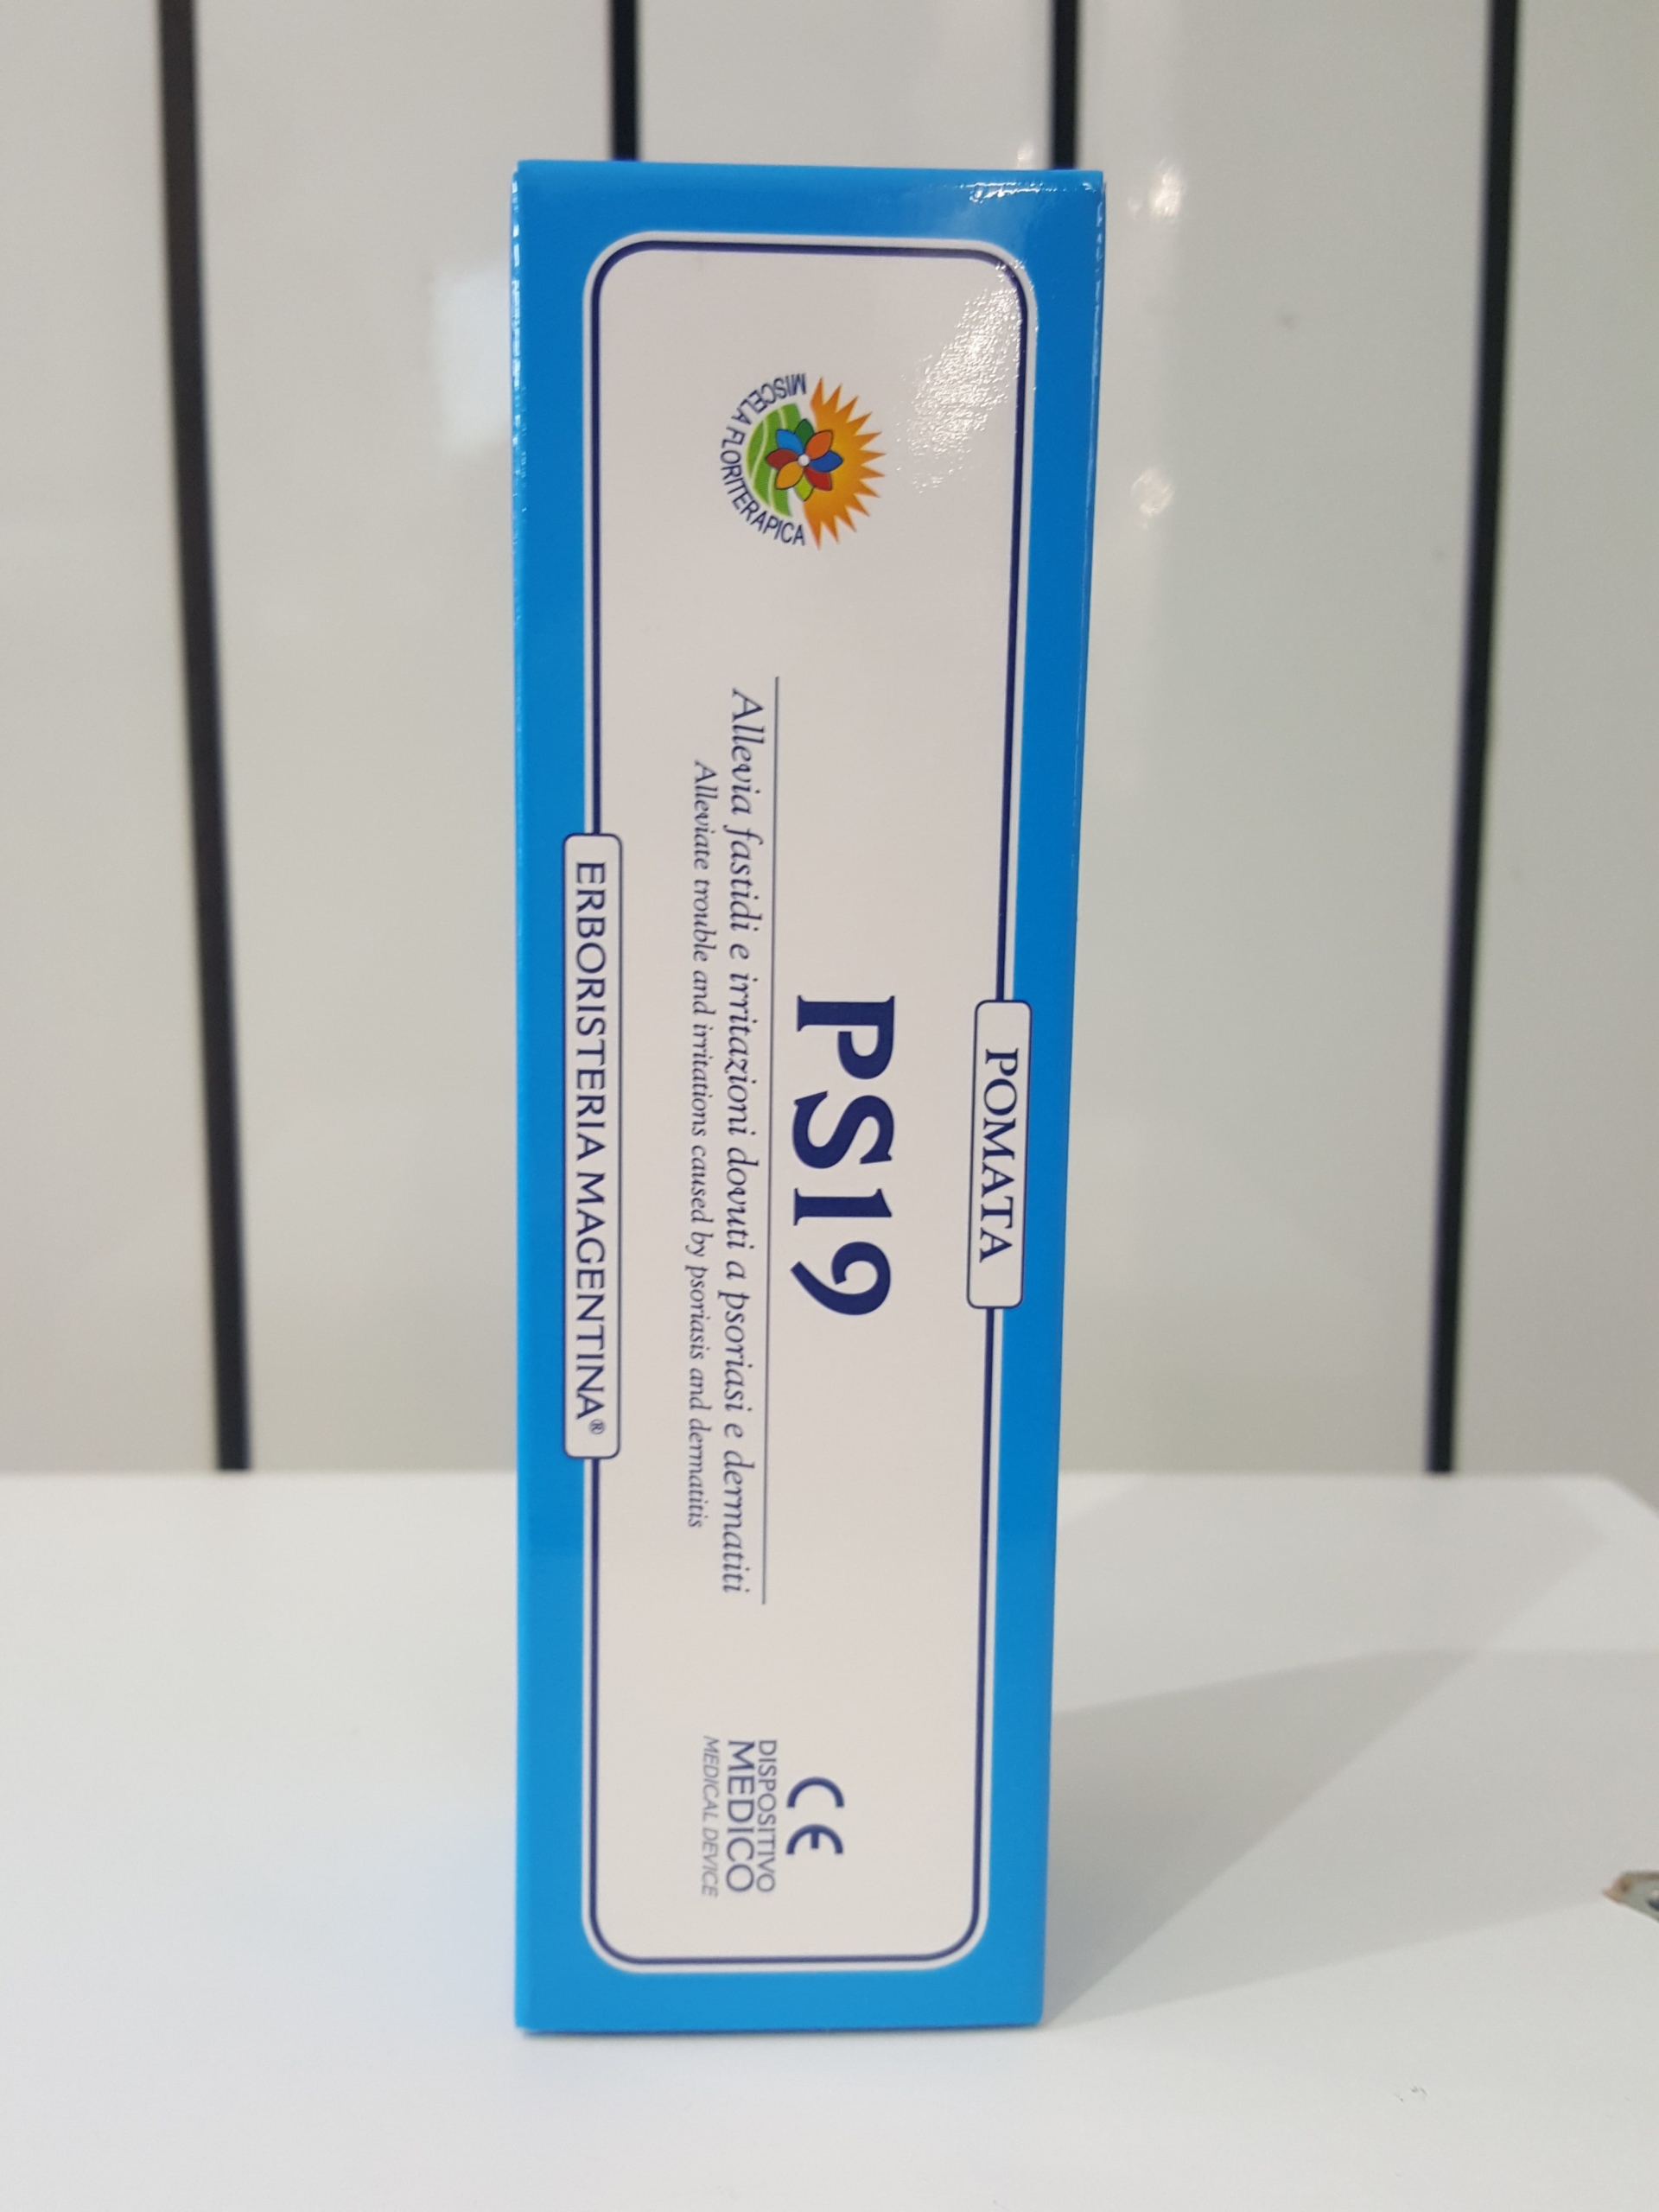 POMATA
MISCELA FLORITERAPICA
PS19
Allevia fastidi e irritazioni dovuti a psoriasi e dermatiti
Alleviate trouble and irritations caused by psoriasis and dermatitis
CE
DISPOSITIVO
MEDICO
MEDICAL DEVICE
ERBORISTERIA MAGENTINA®